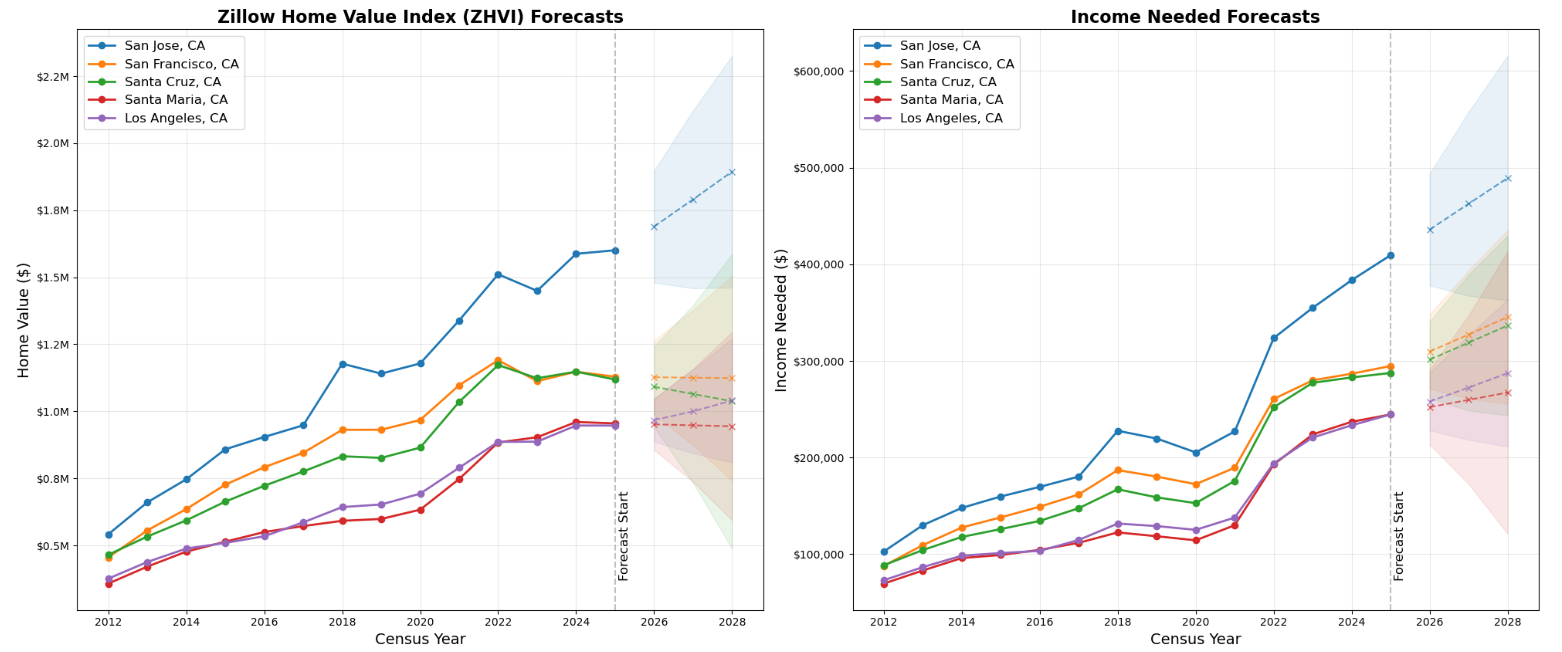 Zillow Home Value Index (ZHVI) Forecasts
San Jose, CA
San Francisco, CA
Santa Cruz, CA
Santa Maria, CA
Los Angeles, CA
$2.2M
$2.0M
$1.8M
$1.5M
$1.2M
$1.0M
$0.8M
$0.5M
Home Value ($)
Forecast Start
2012 2014 2016 2018 2020 2022 2024 2026 2028
Census Year
Income Needed Forecasts
San Jose, CA
San Francisco, CA
Santa Cruz, CA
Santa Maria, CA
Los Angeles, CA
$600,000
$500,000
$400,000
$300,000
$200,000
$100,000
Income Needed ($)
Forecast Start
2012 2014 2016 2018 2020 2022 2024 2026 2028
Census Year